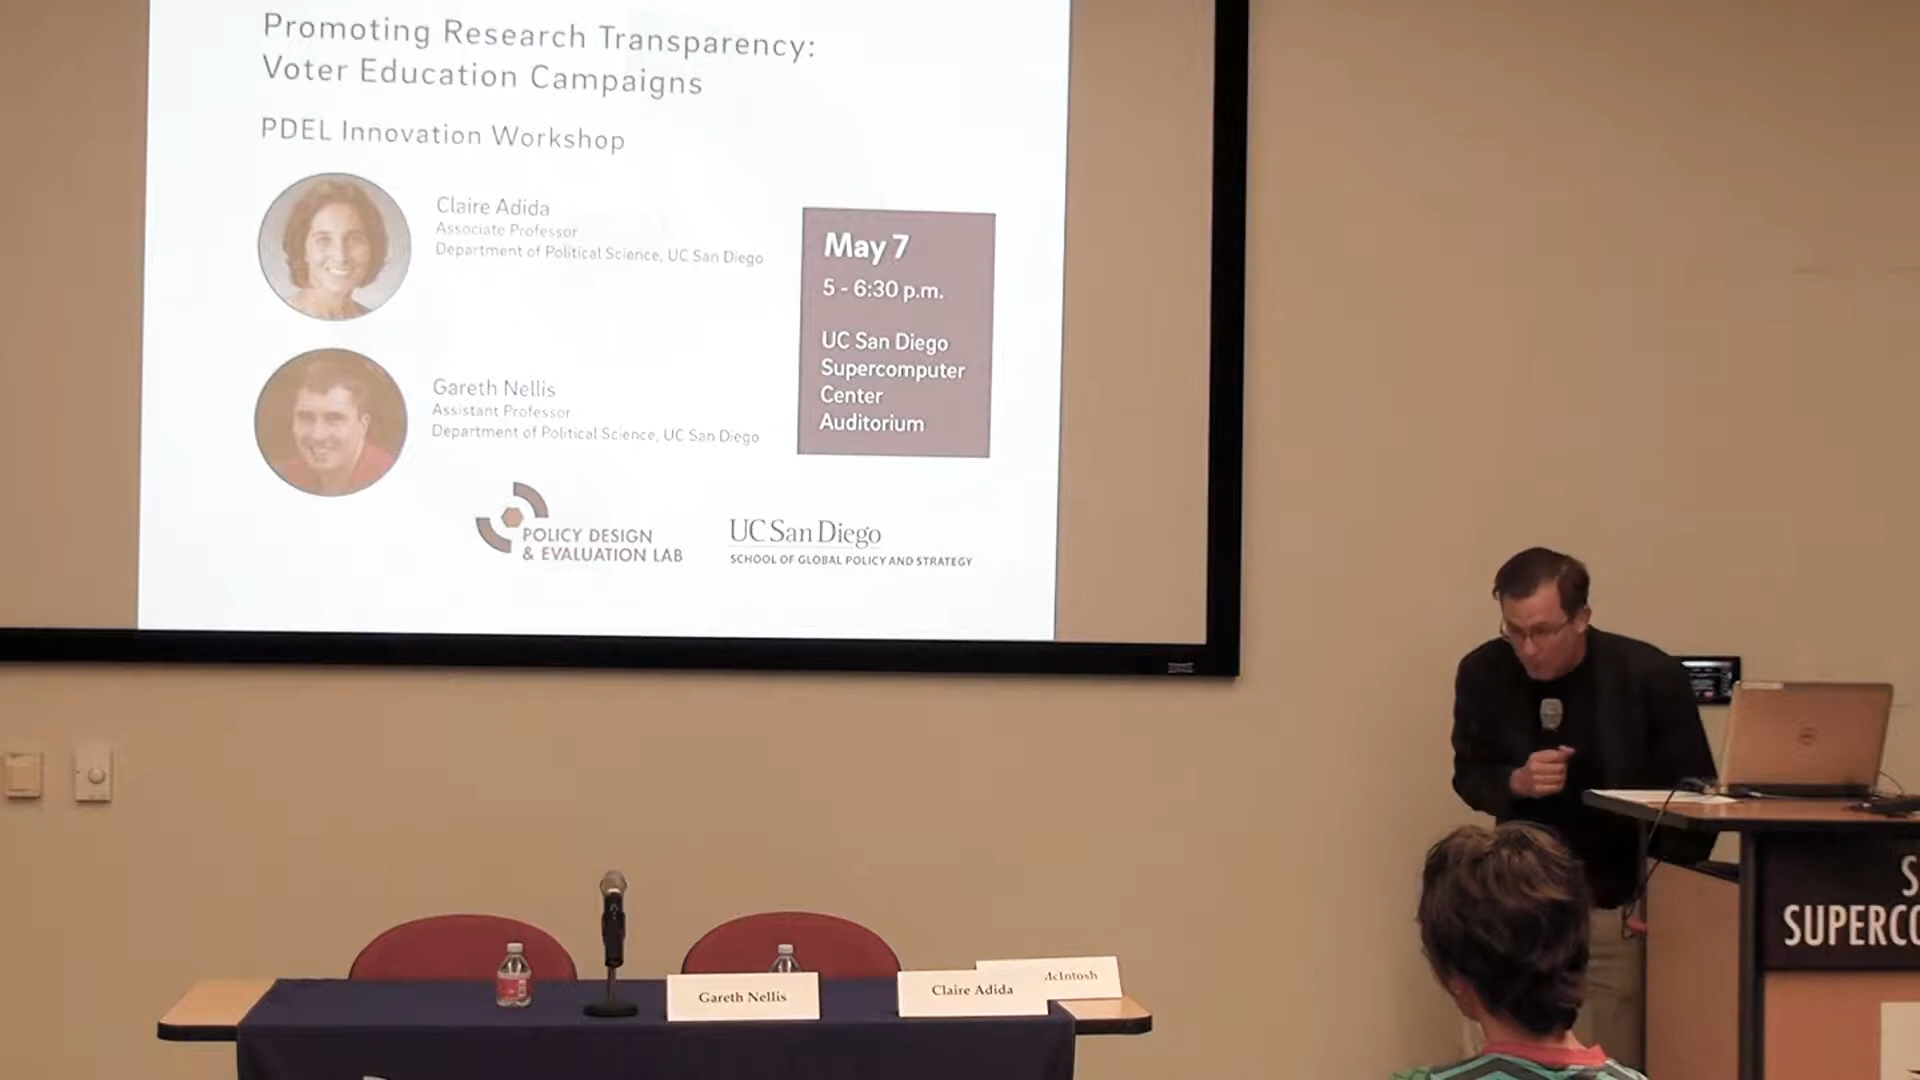 Promoting Research Transparency:
Voter Education Campaigns
PDEL Innovation Workshop
Claire Adida
Associate Professor
Department of Political Science, UC San Diego
May 7
5 - 6:30 p.m.
UC San Diego
Supercomputer
Center
Auditorium
Gareth Nellis
Assistant Professor
Department of Political Science, UC San Diego
POLICY DESIGN
& EVALUATION LAB
UC San Diego
SCHOOL OF GLOBAL POLICY AND STRATEGY
Gareth Nellis
Claire Adida
McIntosh
S
SUPERCO